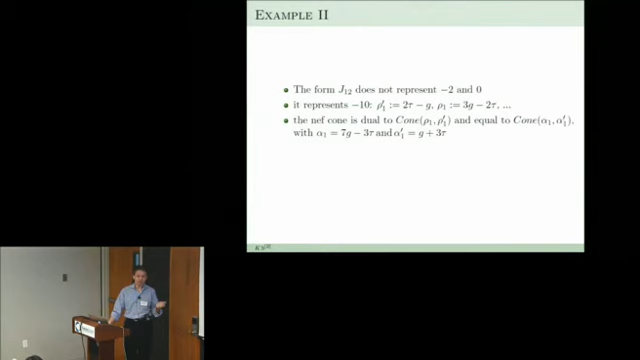 EXAMPLE II
The form J₁₂ does not represent −2 and 0
it represents −10: ρ′₁ := 2τ − g, ρ₁ := 3g − 2τ, ...
the nef cone is dual to Cone(ρ₁, ρ′₁) and equal to Cone(α₁, α′₁),
with α₁ = 7g − 3τ and α′₁ = g + 3τ